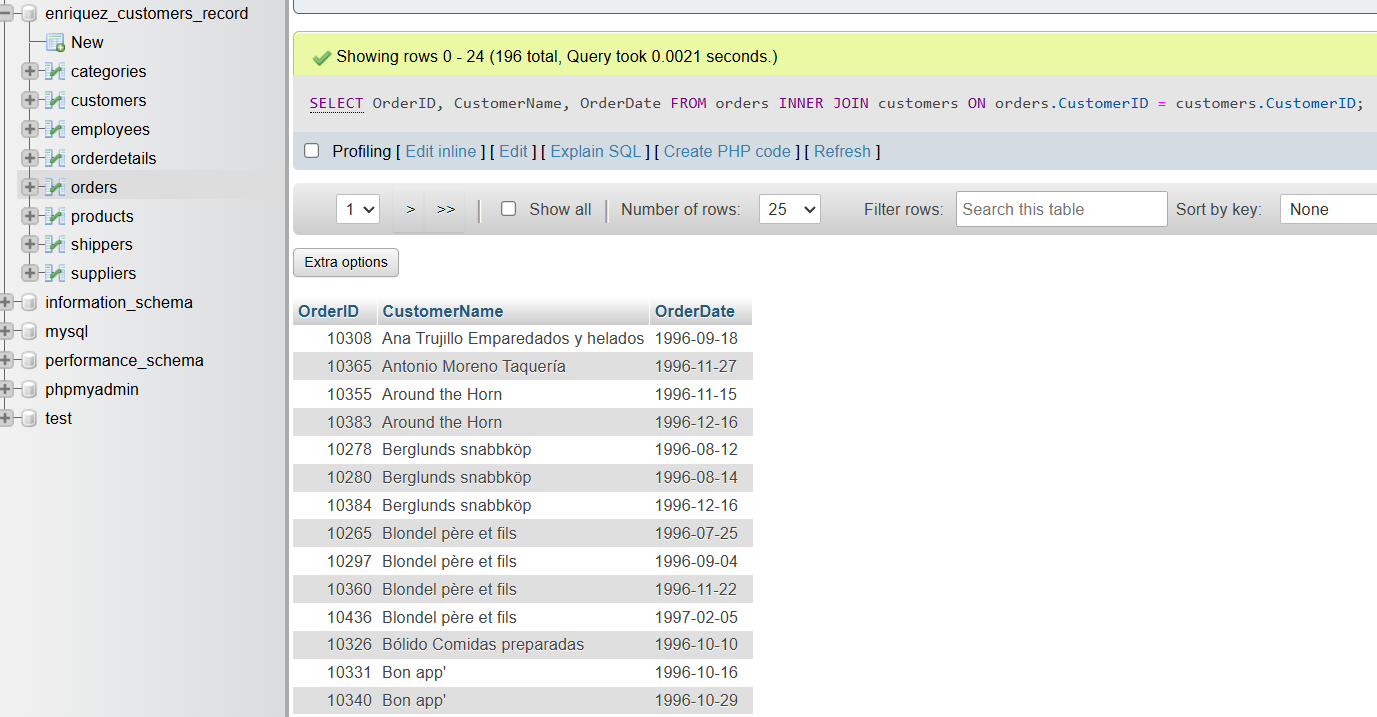 enriquez_customers_record
New
categories
customers
employees
orderdetails
orders
products
shippers
suppliers
information_schema
mysql
performance_schema
phpmyadmin
test
Showing rows 0 - 24 (196 total, Query took 0.0021 seconds.)
SELECT OrderID, CustomerName, OrderDate FROM orders INNER JOIN customers ON orders.CustomerID = customers.CustomerID;
Profiling [ Edit inline ] [ Edit ] [ Explain SQL ] [ Create PHP code ] [ Refresh ]
1 > >> | Show all | Number of rows: 25 Filter rows: Search this table Sort by key: None
Extra options
OrderID CustomerName OrderDate
10308 Ana Trujillo Emparedados y helados 1996-09-18
10365 Antonio Moreno Taquería 1996-11-27
10355 Around the Horn 1996-11-15
10383 Around the Horn 1996-12-16
10278 Berglunds snabbköp 1996-08-12
10280 Berglunds snabbköp 1996-08-14
10384 Berglunds snabbköp 1996-12-16
10265 Blondel père et fils 1996-07-25
10297 Blondel père et fils 1996-09-04
10360 Blondel père et fils 1996-11-22
10436 Blondel père et fils 1997-02-05
10326 Bólido Comidas preparadas 1996-10-10
10331 Bon app' 1996-10-16
10340 Bon app' 1996-10-29